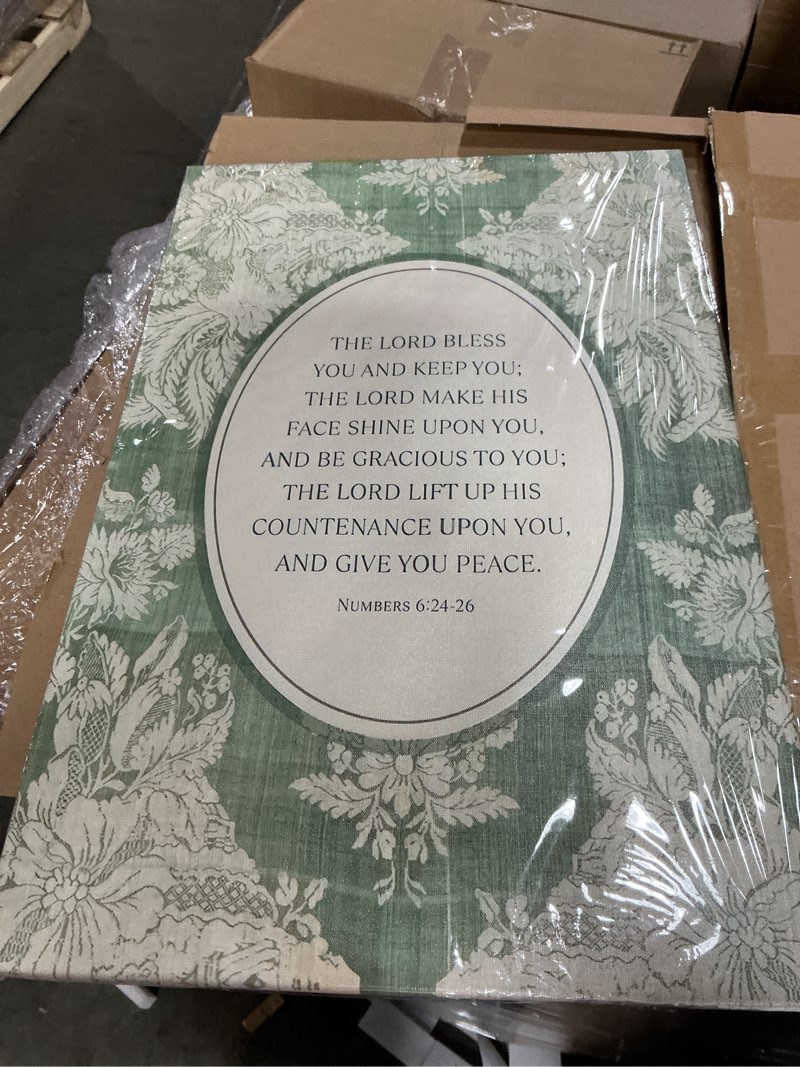 THE LORD BLESS
YOU AND KEEP YOU;
THE LORD MAKE HIS
FACE SHINE UPON YOU,
AND BE GRACIOUS TO YOU;
THE LORD LIFT UP HIS
COUNTENANCE UPON YOU,
AND GIVE YOU PEACE.
NUMBERS 6:24-26